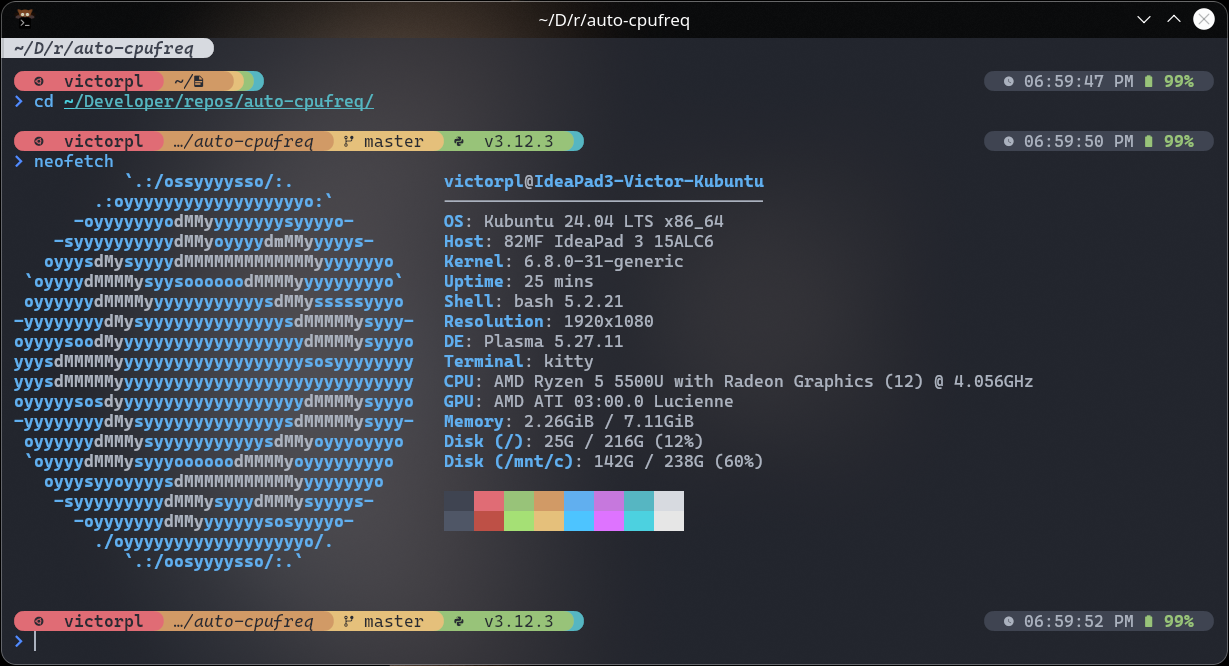 ~/D/r/auto-cpufreq
~/D/r/auto-cpufreq
victorpl ~/ 06:59:47 PM 99%
❯ cd ~/Developer/repos/auto-cpufreq/
victorpl …/auto-cpufreq master v3.12.3 06:59:50 PM 99%
❯ neofetch
`.:/ossyyyysso/:. victorpl@IdeaPad3-Victor-Kubuntu
.:oyyyyyyyyyyyyyyyyyyo:` ────────────────────────────────
-oyyyyyyyodMMyyyyyyyysyyyyo- OS: Kubuntu 24.04 LTS x86_64
-syyyyyyyyyydMMyoyyyydmMMyyyyys- Host: 82MF IdeaPad 3 15ALC6
oyyysdMysyyyydMMMMMMMMMMMMMyyyyyyyo Kernel: 6.8.0-31-generic
`oyyyydMMMMysyysoooooodMMMMyyyyyyyyyo` Uptime: 25 mins
oyyyyyydMMMMyyyyyyyyyyyysdMMysssssyyyo Shell: bash 5.2.21
-yyyyyyyydMysyyyyyyyyyyyyyysdMMMMMysyyy- Resolution: 1920x1080
oyyyysoodMyyyyyyyyyyyyyyyyyyydMMMMysyyyo DE: Plasma 5.27.11
yyysdMMMMMyyyyyyyyyyyyyyyyyyysosyyyyyyyy Terminal: kitty
yyysdMMMMMyyyyyyyyyyyyyyyyyyyyyyyyyyyyyy CPU: AMD Ryzen 5 5500U with Radeon Graphics (12) @ 4.056GHz
oyyyyysosdyyyyyyyyyyyyyyyyyyydMMMMysyyyo GPU: AMD ATI 03:00.0 Lucienne
-yyyyyyyydMysyyyyyyyyyyyyyysdMMMMMysyyy- Memory: 2.26GiB / 7.11GiB
oyyyyyydMMMysyyyyyyyyyyysdMMyoyyyoyyyo Disk (/): 25G / 216G (12%)
`oyyyydMMMysyyyoooooodMMMMyoyyyyyyyyo Disk (/mnt/c): 142G / 238G (60%)
oyyysyyoyyyysdMMMMMMMMMMMyyyyyyyyo
-syyyyyyyyydMMMysyyydMMMysyyyys-
-oyyyyyyydMMyyyyyyysosyyyyo-
./oyyyyyyyyyyyyyyyyyyo/.
`.:/oosyyyysso/:.`
victorpl …/auto-cpufreq master v3.12.3 06:59:52 PM 99%
❯